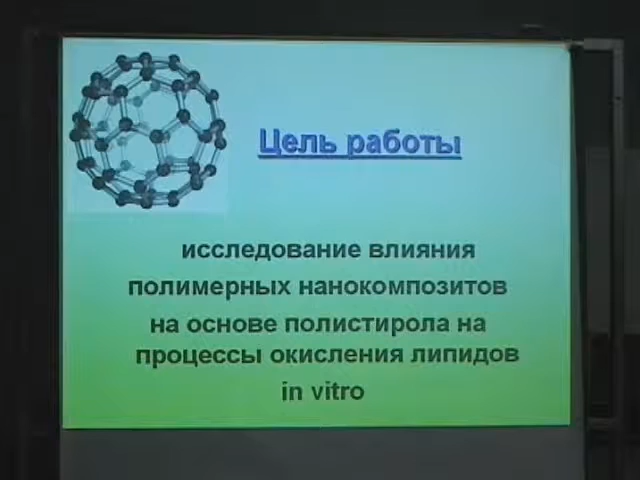 Цель работы
исследование влияния
полимерных нанокомпозитов
на основе полистирола на
процессы окисления липидов
in vitro